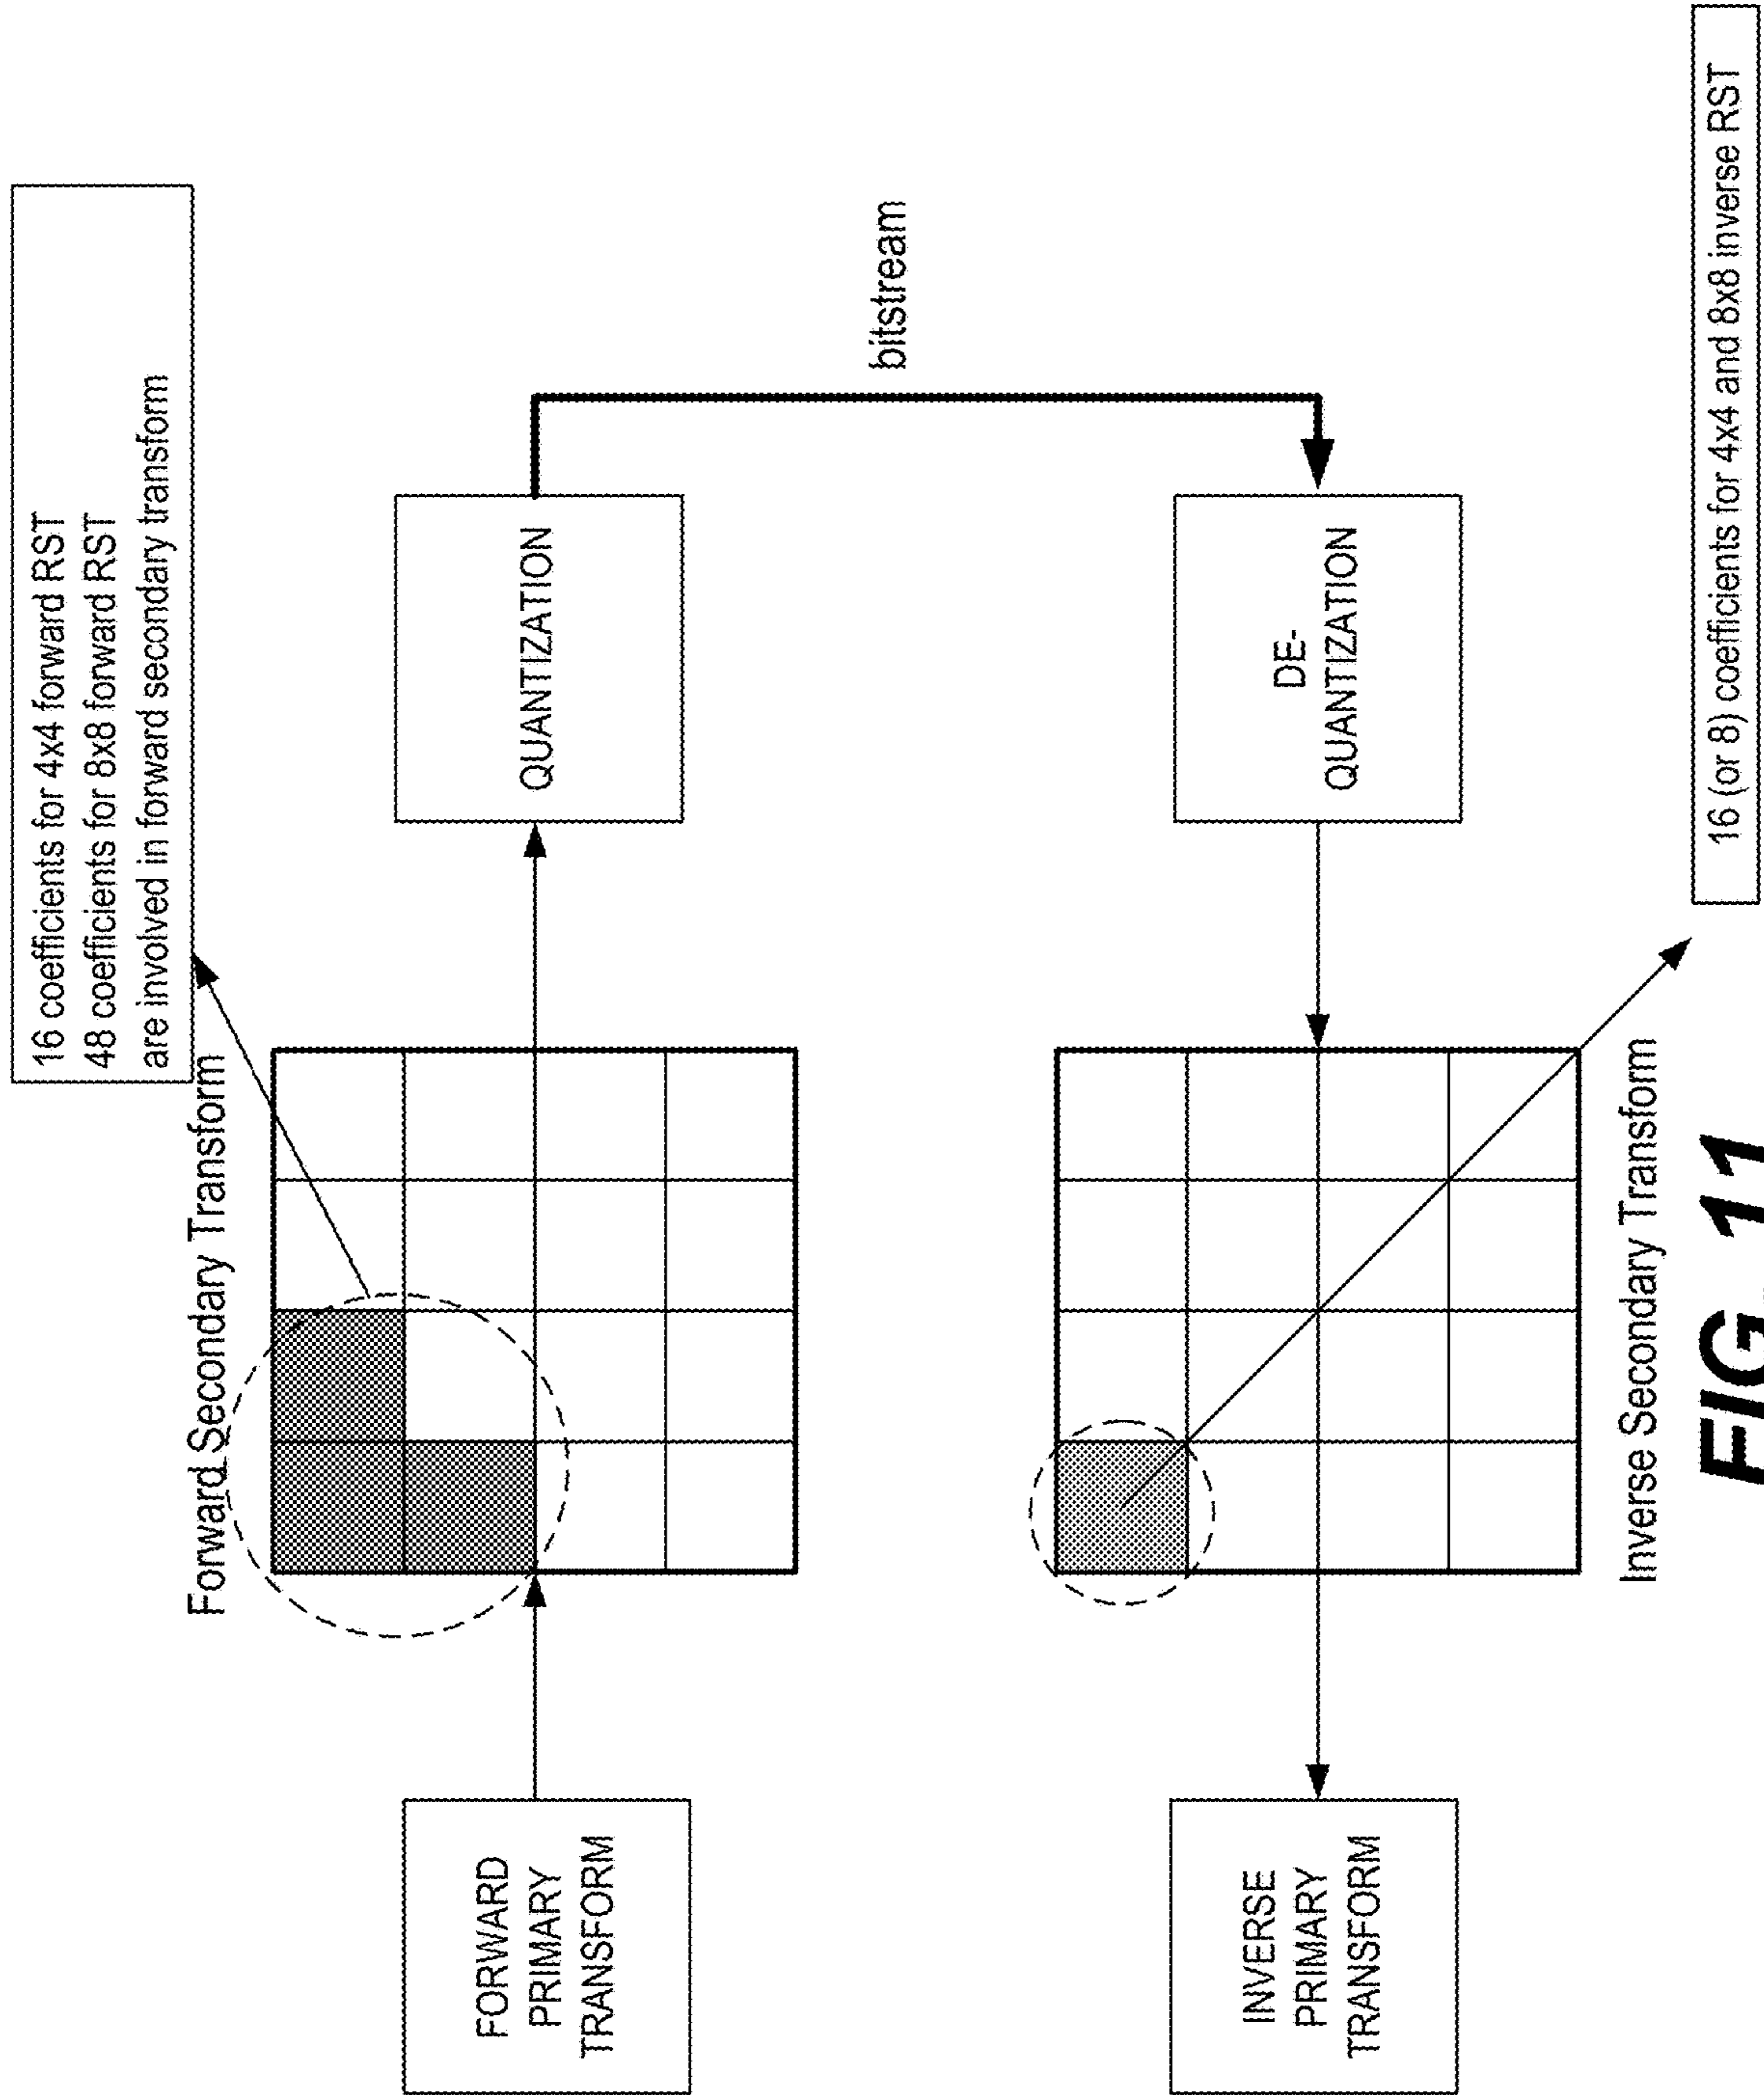 16 coefficients for 4x4 forward RST
48 coefficients for 8x8 forward RST
are involved in forward secondary transform
Forward Secondary Transform
FORWARD
PRIMARY
TRANSFORM
QUANTIZATION
bitstream
INVERSE
PRIMARY
TRANSFORM
DE-
QUANTIZATION
Inverse Secondary Transform
16 (or 8) coefficients for 4x4 and 8x8 inverse RST
FIG. 11